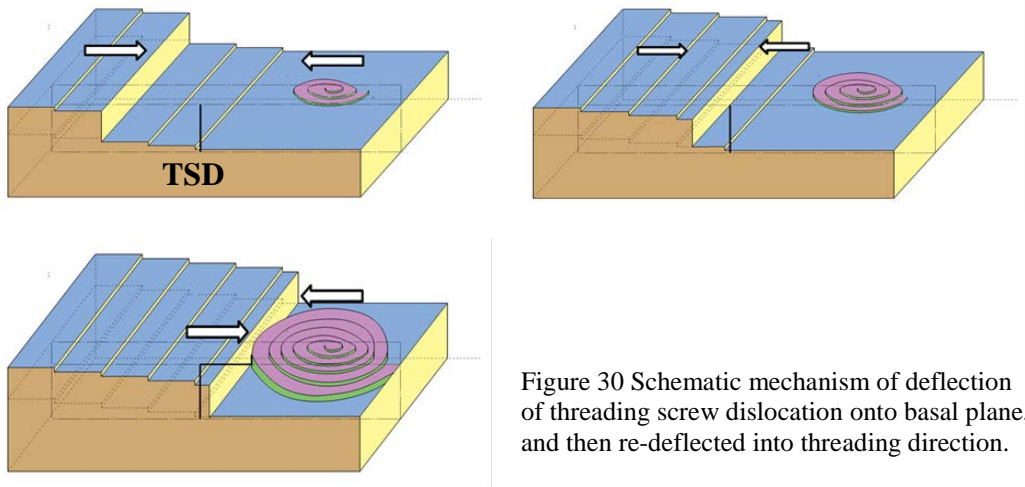 TSD
Figure 30 Schematic mechanism of deflection
of threading screw dislocation onto basal plane,
and then re-deflected into threading direction.